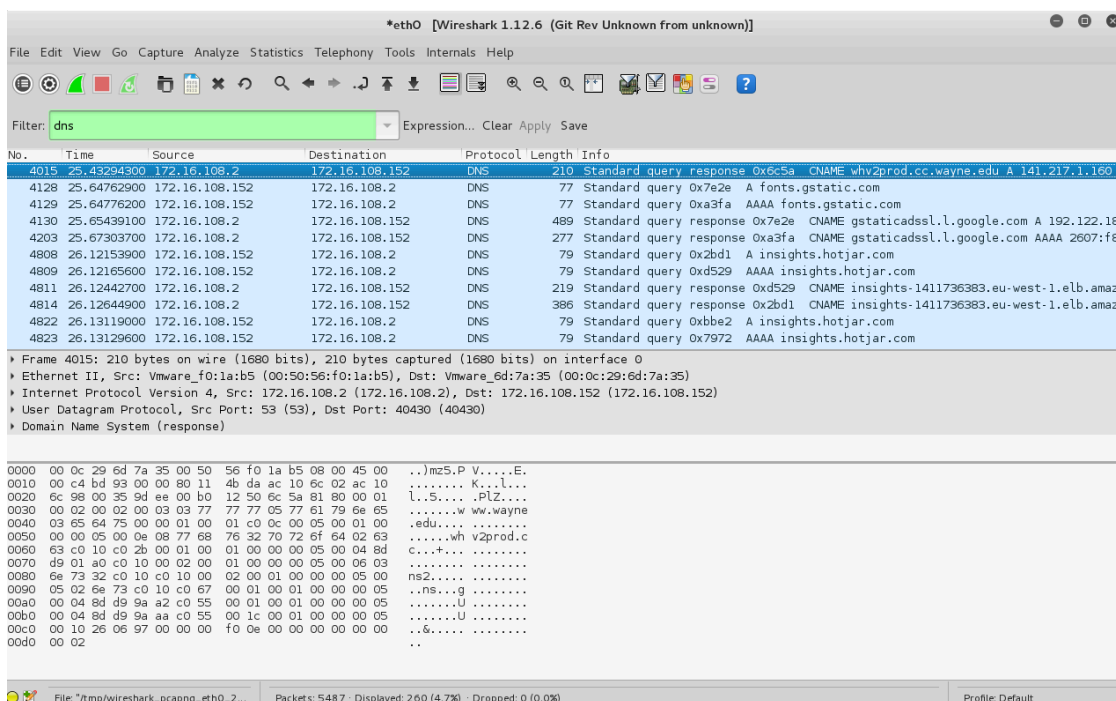 *eth0 [Wireshark 1.12.6 (Git Rev Unknown from unknown)]
File Edit View Go Capture Analyze Statistics Telephony Tools Internals Help
Filter: dns Expression... Clear Apply Save
No. Time Source Destination Protocol Length Info
4015 25.43294300 172.16.108.2 172.16.108.152 DNS 210 Standard query response 0x6c5a CNAME whv2prod.cc.wayne.edu A 141.217.1.160
4128 25.64762900 172.16.108.152 172.16.108.2 DNS 77 Standard query 0x7e2e A fonts.gstatic.com
4129 25.64776200 172.16.108.152 172.16.108.2 DNS 77 Standard query 0xa3fa AAAA fonts.gstatic.com
4130 25.65439100 172.16.108.2 172.16.108.152 DNS 489 Standard query response 0x7e2e CNAME gstaticadssl.l.google.com A 192.122.18
4203 25.67303700 172.16.108.2 172.16.108.152 DNS 277 Standard query response 0xa3fa CNAME gstaticadssl.l.google.com AAAA 2607:f8
4808 26.12153900 172.16.108.152 172.16.108.2 DNS 79 Standard query 0x2bd1 A insights.hotjar.com
4809 26.12165600 172.16.108.152 172.16.108.2 DNS 79 Standard query 0xd529 AAAA insights.hotjar.com
4811 26.12442700 172.16.108.2 172.16.108.152 DNS 219 Standard query response 0xd529 CNAME insights-1411736383.eu-west-1.elb.amaz
4814 26.12644900 172.16.108.2 172.16.108.152 DNS 386 Standard query response 0x2bd1 CNAME insights-1411736383.eu-west-1.elb.amaz
4822 26.13119000 172.16.108.152 172.16.108.2 DNS 79 Standard query 0xbbe2 A insights.hotjar.com
4823 26.13129600 172.16.108.152 172.16.108.2 DNS 79 Standard query 0x7972 AAAA insights.hotjar.com
Frame 4015: 210 bytes on wire (1680 bits), 210 bytes captured (1680 bits) on interface 0
Ethernet II, Src: Vmware_f0:1a:b5 (00:50:56:f0:1a:b5), Dst: Vmware_6d:7a:35 (00:0c:29:6d:7a:35)
Internet Protocol Version 4, Src: 172.16.108.2 (172.16.108.2), Dst: 172.16.108.152 (172.16.108.152)
User Datagram Protocol, Src Port: 53 (53), Dst Port: 40430 (40430)
Domain Name System (response)
0000 00 0c 29 6d 7a 35 00 50 56 f0 1a b5 08 00 45 00 ..)mz5.P V.....E.
0010 00 c4 bd 93 00 00 80 11 4b da ac 10 6c 02 ac 10 ........ K...l...
0020 6c 98 00 35 9d ee 00 b0 12 50 6c 5a 81 80 00 01 l..5.... .PlZ....
0030 00 02 00 02 00 03 03 77 77 77 05 77 61 79 6e 65 .......w ww.wayne
0040 03 65 64 75 00 00 01 00 01 c0 0c 00 05 00 01 00 .edu.... ........
0050 00 00 05 00 0e 08 77 68 76 32 70 72 6f 64 02 63 ......wh v2prod.c
0060 63 c0 10 c0 2b 00 01 00 01 00 00 00 05 00 04 8d c...+... ........
0070 d9 01 a0 c0 10 00 02 00 01 00 00 00 05 00 06 03 ........ ........
0080 6e 73 32 c0 10 c0 10 00 02 00 01 00 00 00 05 00 ns2..... ........
0090 05 02 6e 73 c0 10 c0 67 00 01 00 01 00 00 00 05 ..ns...g ........
00a0 00 04 8d d9 9a a2 c0 55 00 01 00 01 00 00 00 05 .......U ........
00b0 00 04 8d d9 9a aa c0 55 00 1c 00 01 00 00 00 05 .......U ........
00c0 00 10 26 06 97 00 00 00 f0 0e 00 00 00 00 00 00 ..&..... ........
00d0 00 02 ..
File: "/tmp/wireshark_pcapng_eth0_2... Packets: 5487 · Displayed: 260 (4.7%) · Dropped: 0 (0.0%) Profile: Default